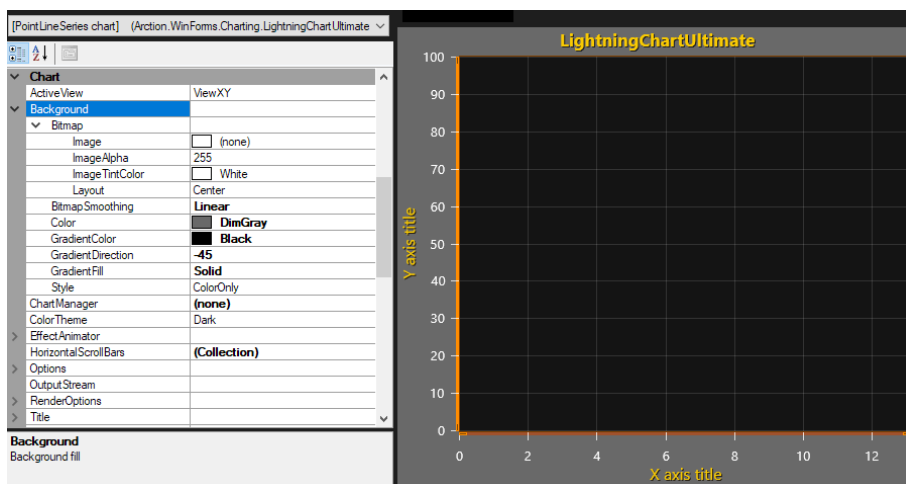 [PointLineSeries chart] (Arction.WinForms.Charting.LightningChartUltimate
Chart
ActiveView ViewXY
Background
Bitmap
Image (none)
ImageAlpha 255
ImageTintColor White
Layout Center
BitmapSmoothing Linear
Color DimGray
GradientColor Black
GradientDirection -45
GradientFill Solid
Style ColorOnly
ChartManager (none)
ColorTheme Dark
EffectAnimator
HorizontalScrollBars (Collection)
Options
OutputStream
RenderOptions
Title
Background
Background fill
LightningChartUltimate
100
90
80
70
60
50
40
30
20
10
0
Y axis title
0 2 4 6 8 10 12
X axis title